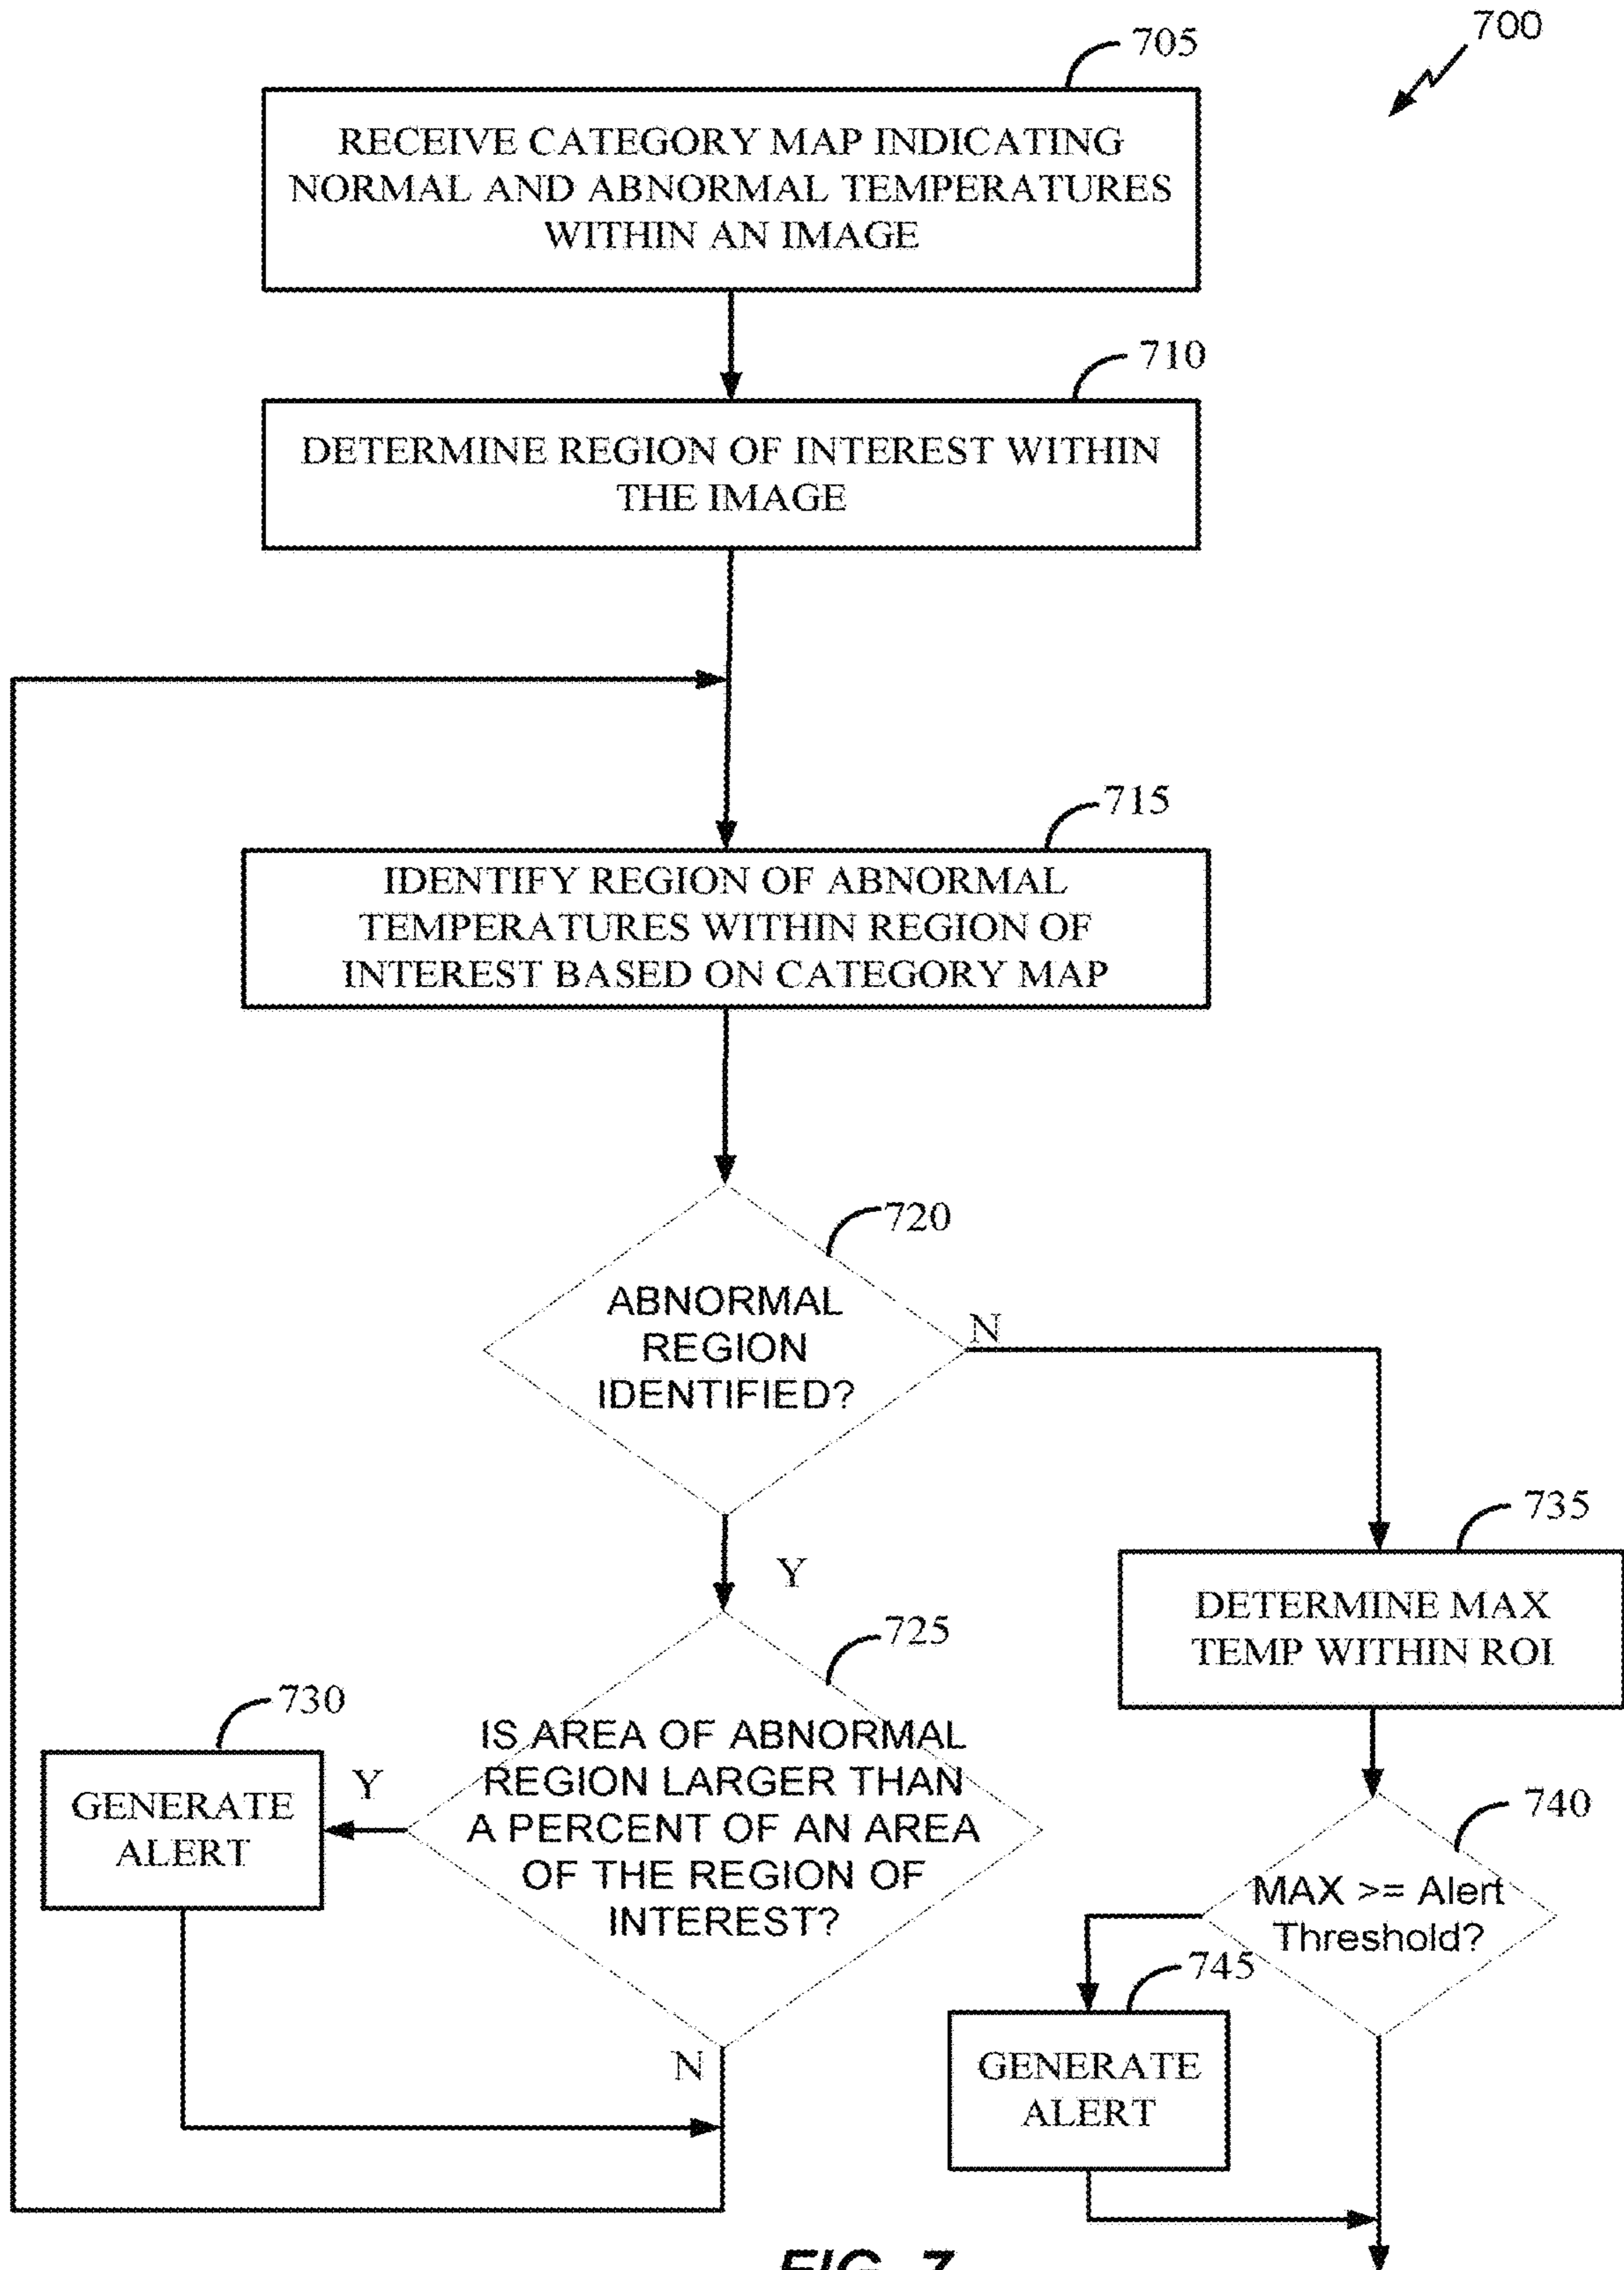 700
705
RECEIVE CATEGORY MAP INDICATING
NORMAL AND ABNORMAL TEMPERATURES
WITHIN AN IMAGE
710
DETERMINE REGION OF INTEREST WITHIN
THE IMAGE
715
IDENTIFY REGION OF ABNORMAL
TEMPERATURES WITHIN REGION OF
INTEREST BASED ON CATEGORY MAP
720
ABNORMAL
REGION
IDENTIFIED?
N
Y
725
IS AREA OF ABNORMAL
REGION LARGER THAN
A PERCENT OF AN AREA
OF THE REGION OF
INTEREST?
Y
N
730
GENERATE
ALERT
735
DETERMINE MAX
TEMP WITHIN ROI
740
MAX >= Alert
Threshold?
745
GENERATE
ALERT
FIG. 7